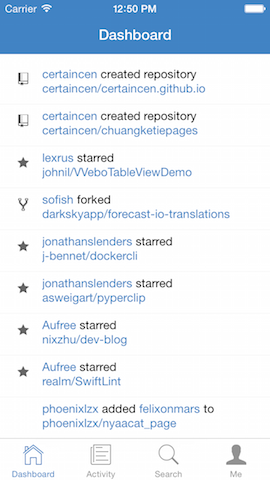 Carrier 12:50 PM
Dashboard
certaincen created repository
certaincen/certaincen.github.io
certaincen created repository
certaincen/chuangketiepages
lexrus starred
johnil/VVeboTableViewDemo
sofish forked
darkskyapp/forecast-io-translations
jonathanslenders starred
j-bennet/dockercli
jonathanslenders starred
asweigart/pyperclip
Aufree starred
nixzhu/dev-blog
Aufree starred
realm/SwiftLint
phoenixlzx added felixonmars to
phoenixlzx/nyaacat_page
Dashboard Activity Search Me